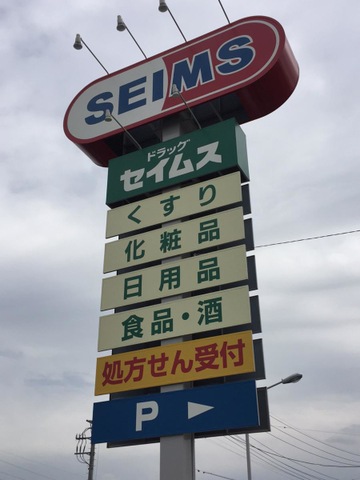 SEIMS
ドラッグ
セイムス
くすり
化粧品
日用品
食品・酒
処方せん受付
P